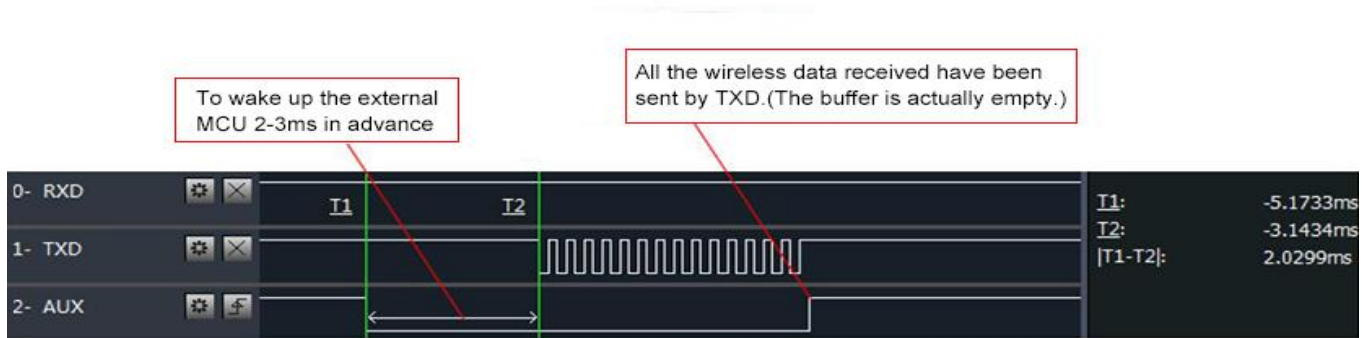 To wake up the external
MCU 2-3ms in advance
All the wireless data received have been
sent by TXD.(The buffer is actually empty.)
0- RXD
T1
T2
1- TXD
2- AUX
T1: -5.1733ms
T2: -3.1434ms
|T1-T2|: 2.0299ms